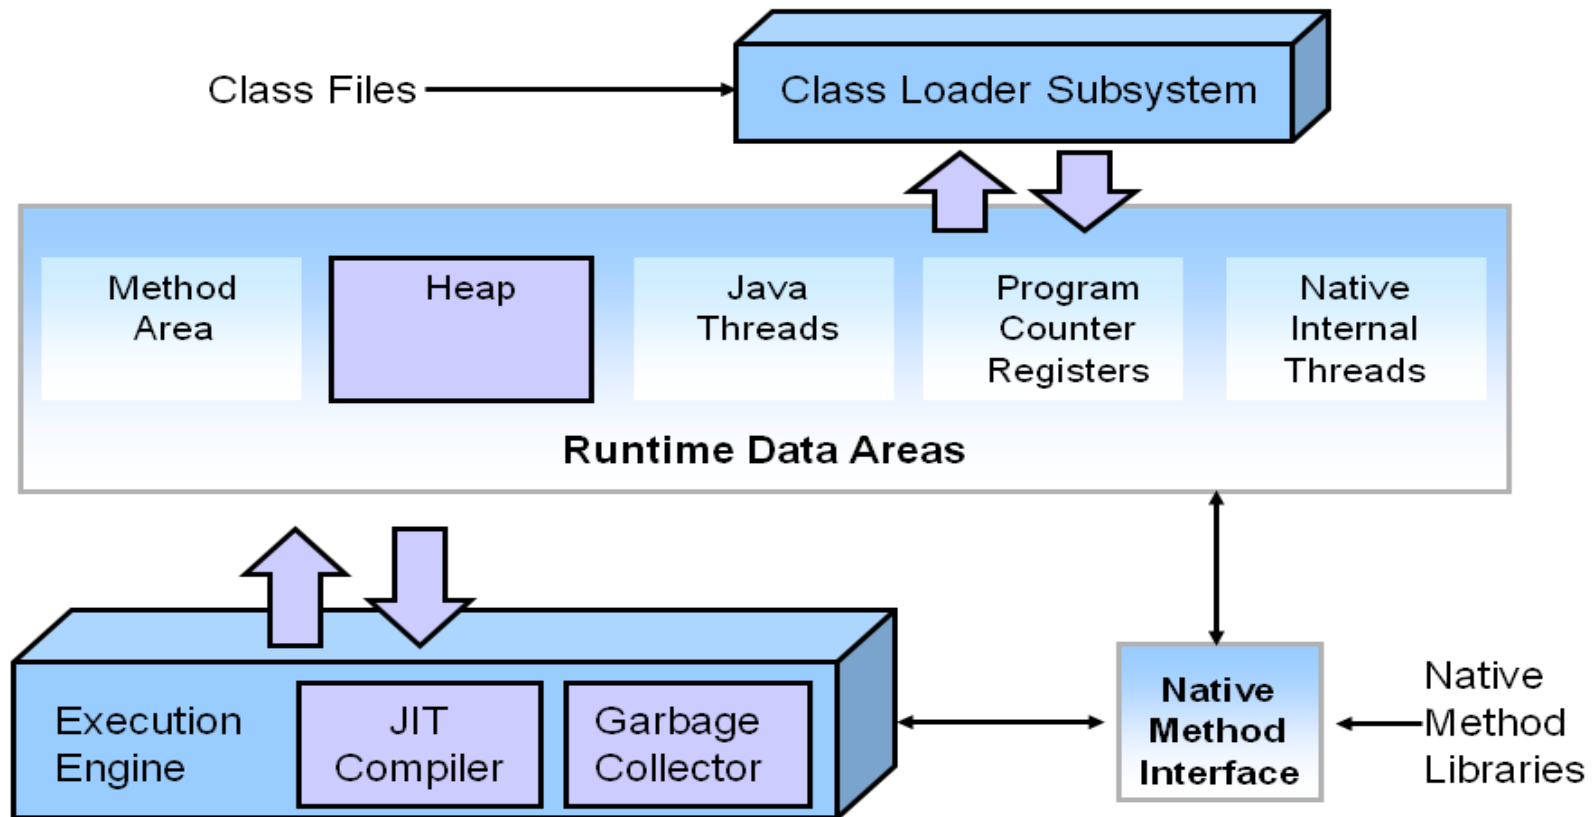 Class Files
Class Loader Subsystem
Method
Area
Heap
Java
Threads
Program
Counter
Registers
Native
Internal
Threads
Runtime Data Areas
Execution
Engine
JIT
Compiler
Garbage
Collector
Native
Method
Interface
Native
Method
Libraries